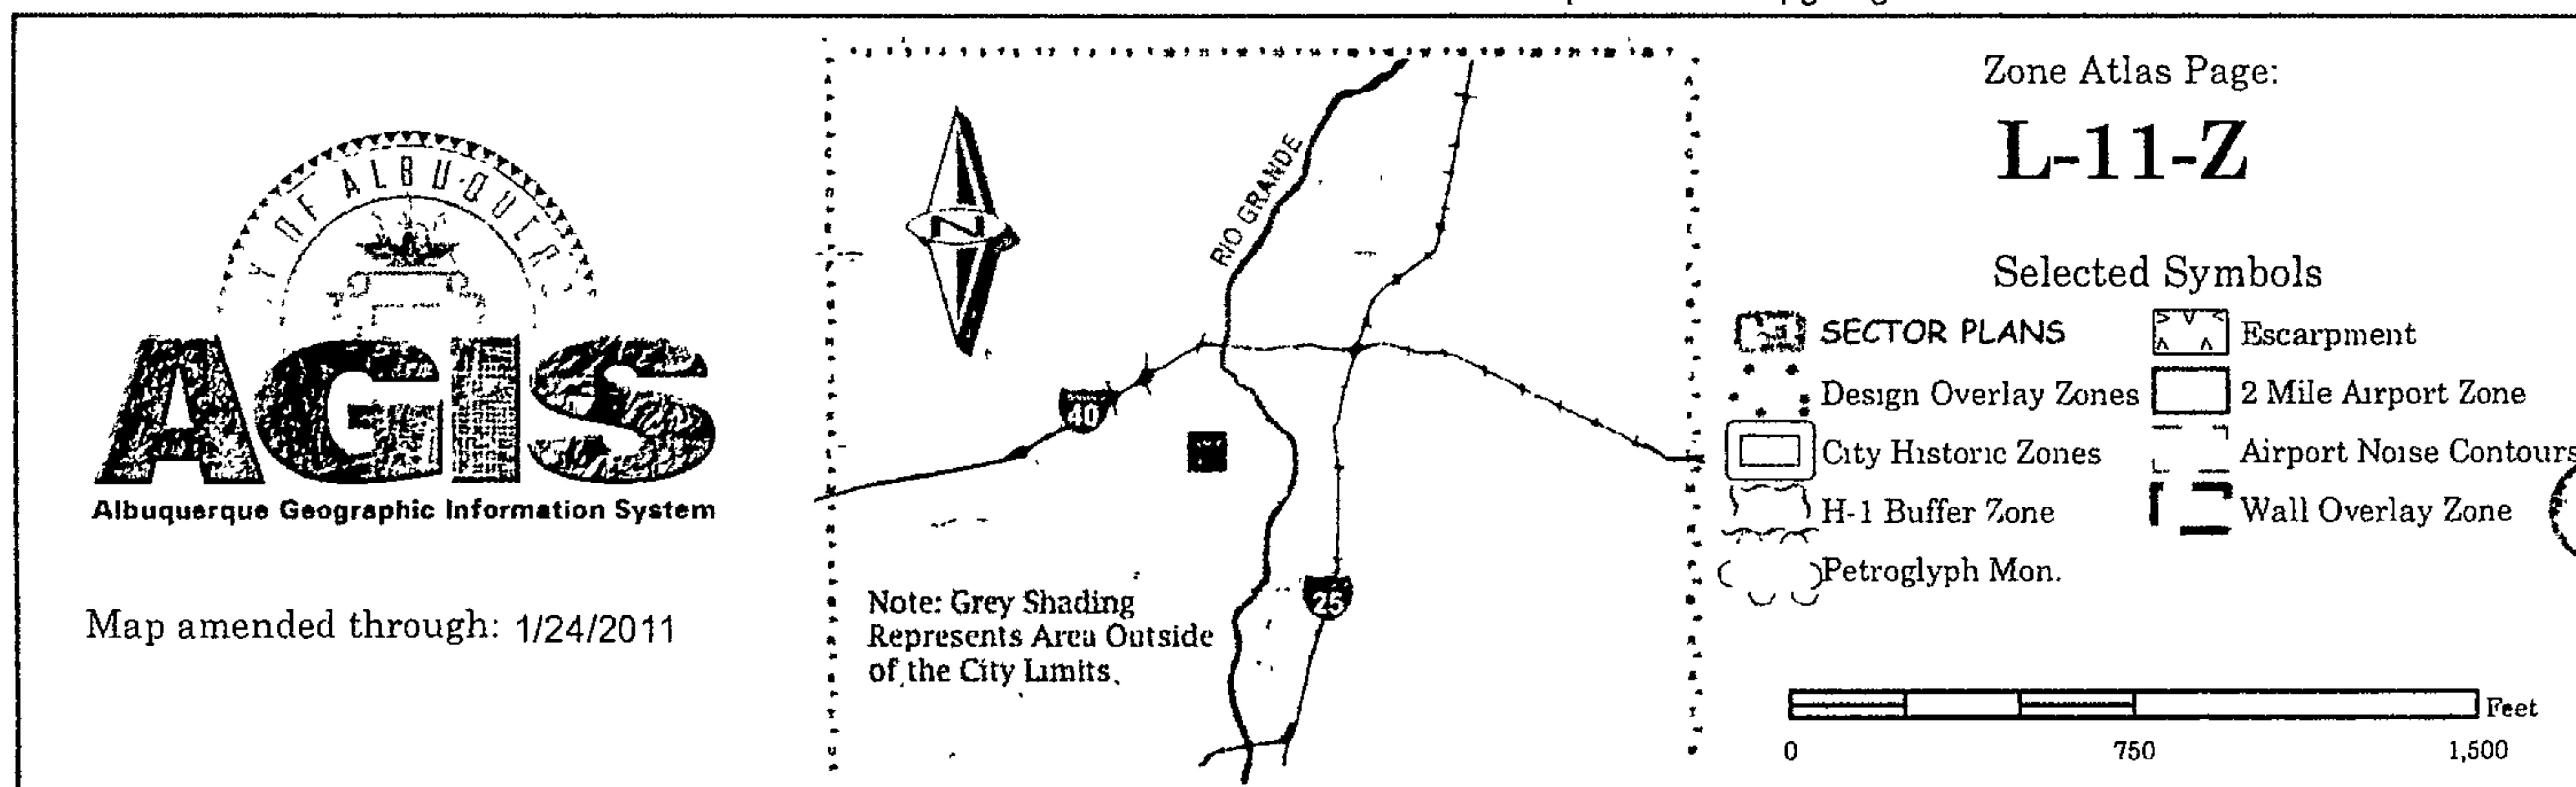 Y OF ALBUQUER
AGIS
Albuquerque Geographic Information System
Map amended through: 1/24/2011
N
RIO GRANDE
40
25
Note: Grey Shading
Represents Area Outside
of the City Limits.
Zone Atlas Page:
L-11-Z
Selected Symbols
SECTOR PLANS
Design Overlay Zones
City Historic Zones
H-1 Buffer Zone
Petroglyph Mon.
Escarpment
2 Mile Airport Zone
Airport Noise Contours
Wall Overlay Zone
Feet
0 750 1,500